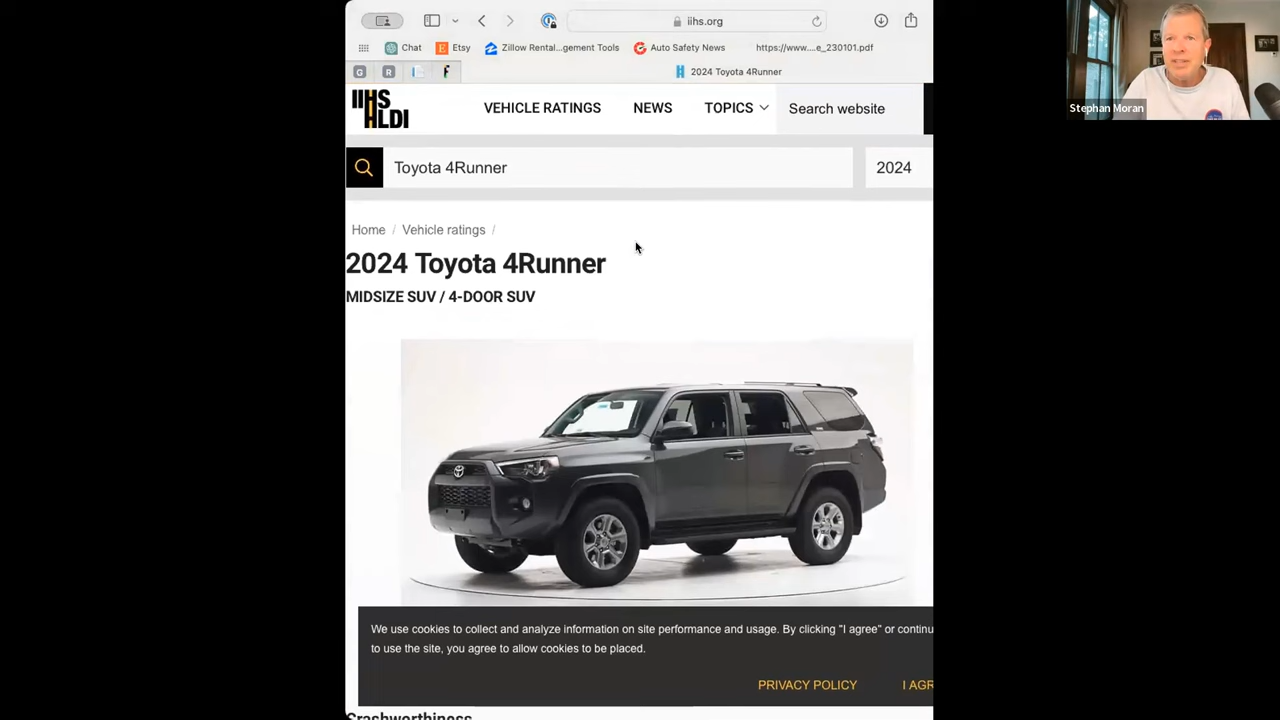 iihs.org
Chat
Etsy
Zillow Rental...gement Tools
Auto Safety News
https://www....e_230101.pdf
G
R
2024 Toyota 4Runner
IIHS
HLDI
VEHICLE RATINGS
NEWS
TOPICS
Search website
Toyota 4Runner
2024
Home / Vehicle ratings /
2024 Toyota 4Runner
MIDSIZE SUV / 4-DOOR SUV
We use cookies to collect and analyze information on site performance and usage. By clicking "I agree" or continu
to use the site, you agree to allow cookies to be placed.
PRIVACY POLICY
I AGR
Srashworthiness
Stephan Moran